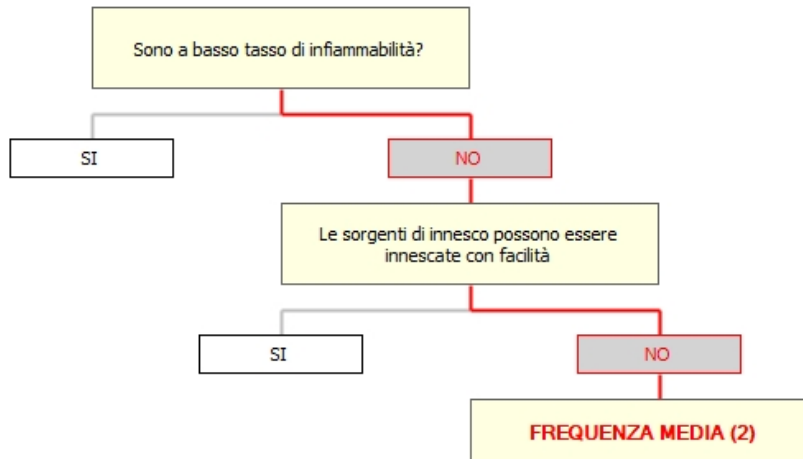 Sono a basso tasso di infiammabilità?
SI
NO
Le sorgenti di innesco possono essere
innescate con facilità
SI
NO
FREQUENZA MEDIA (2)